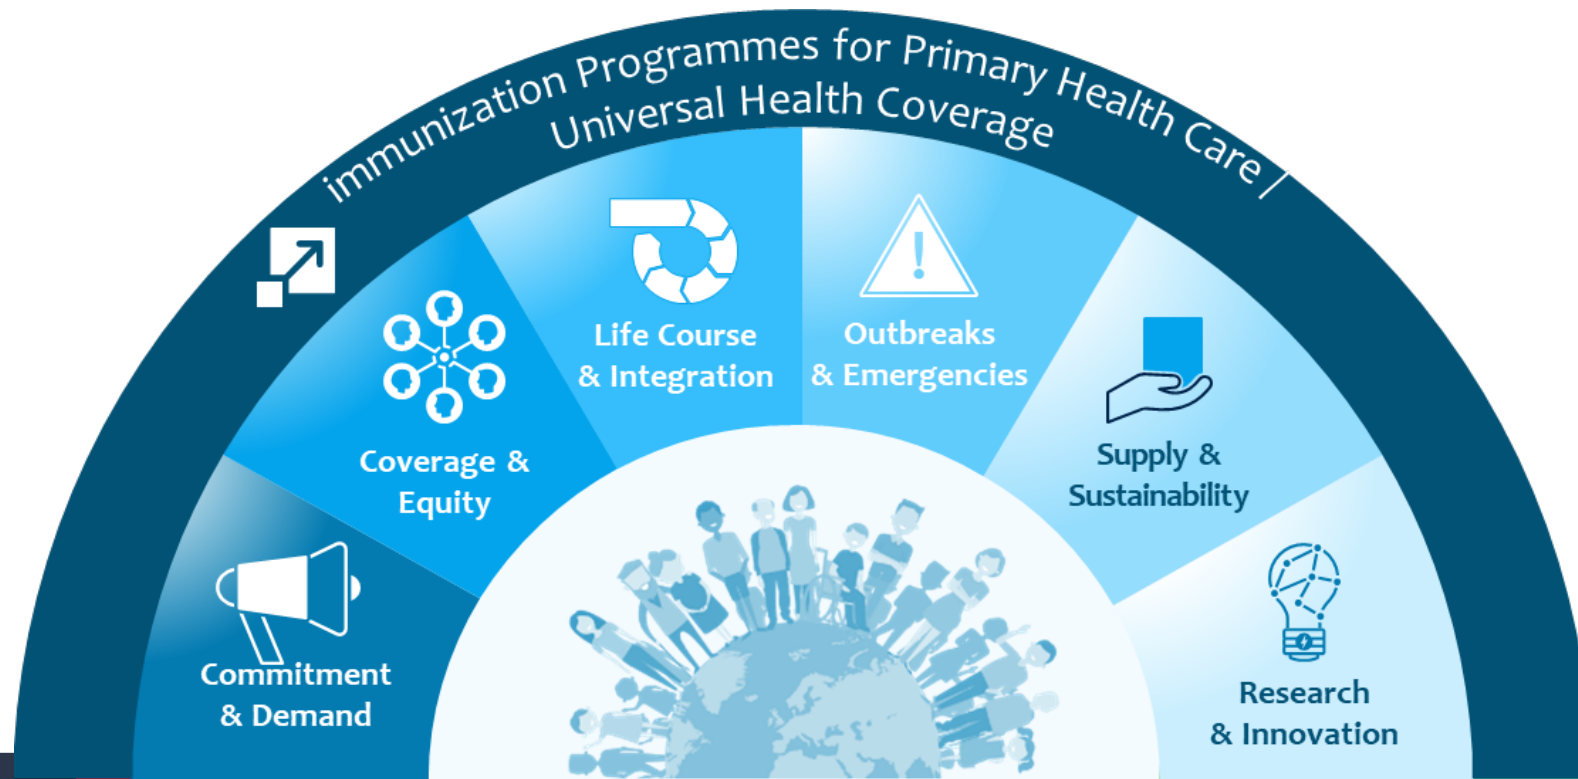 immunization Programmes for Primary Health Care /
Universal Health Coverage
Commitment
& Demand
Coverage &
Equity
Life Course
& Integration
Outbreaks
& Emergencies
Supply &
Sustainability
Research
& Innovation